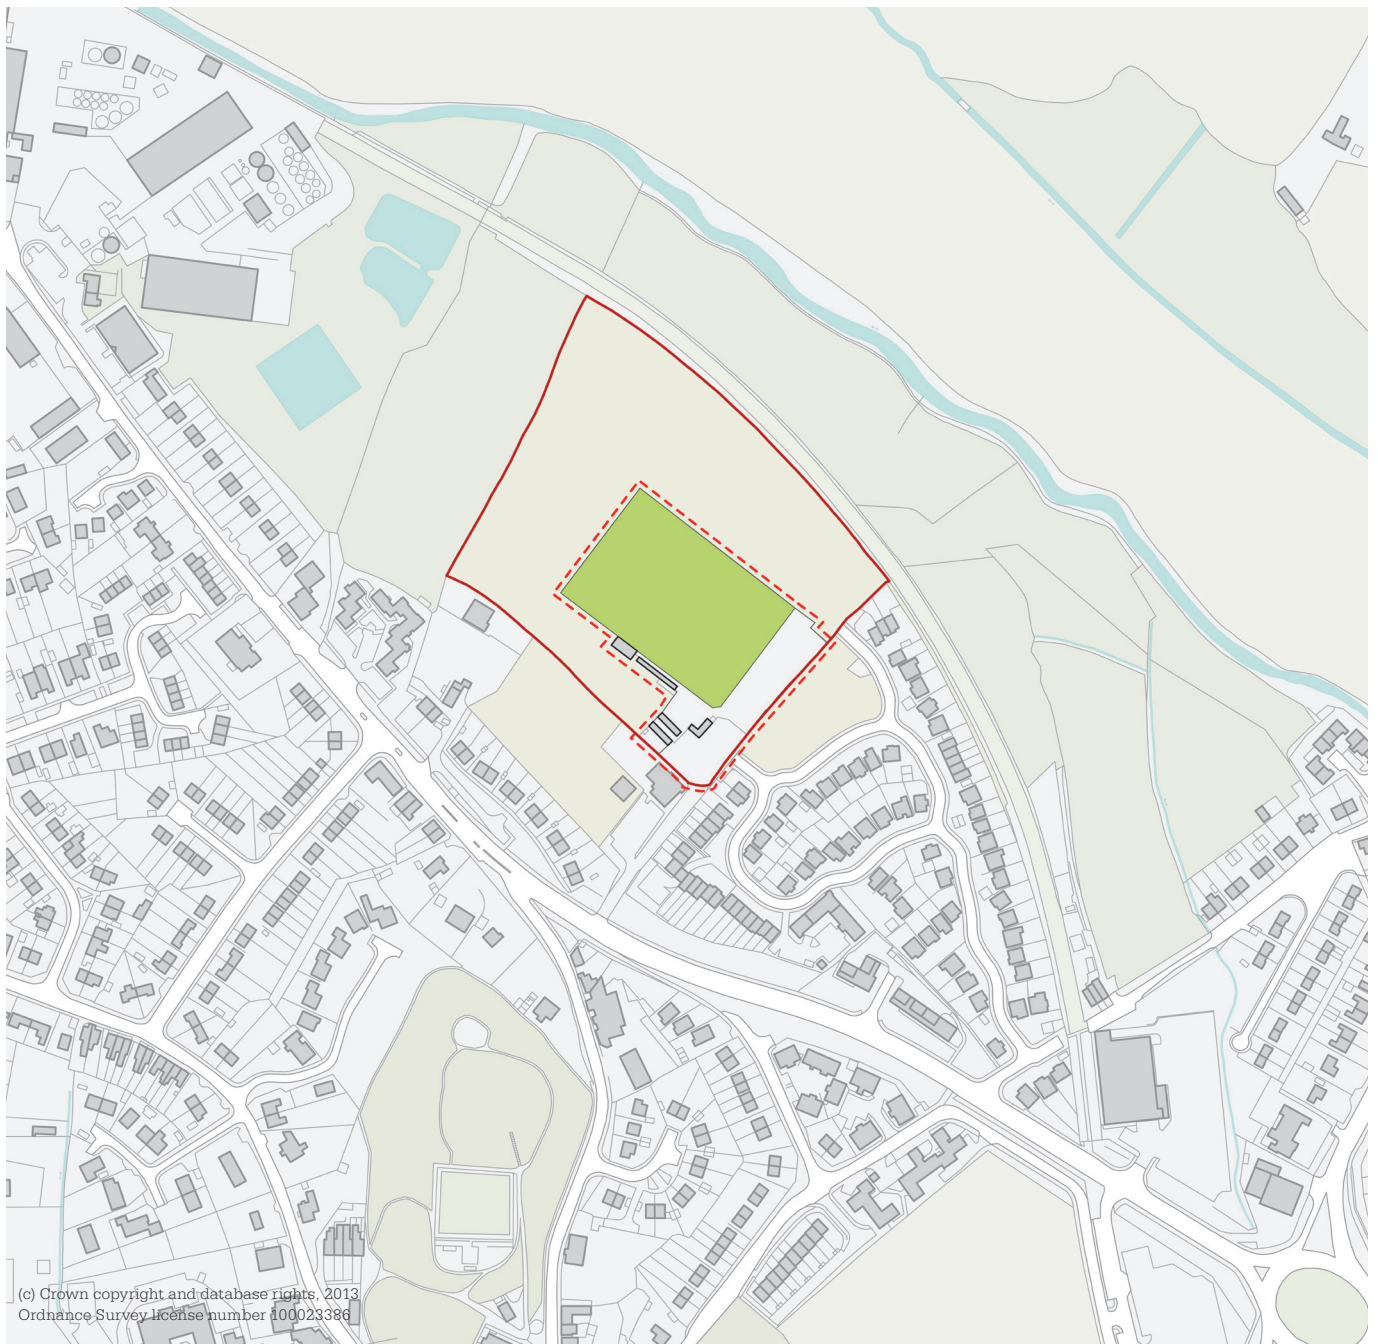 (c) Crown copyright and database rights, 2013
Ordnance Survey license number 100023386